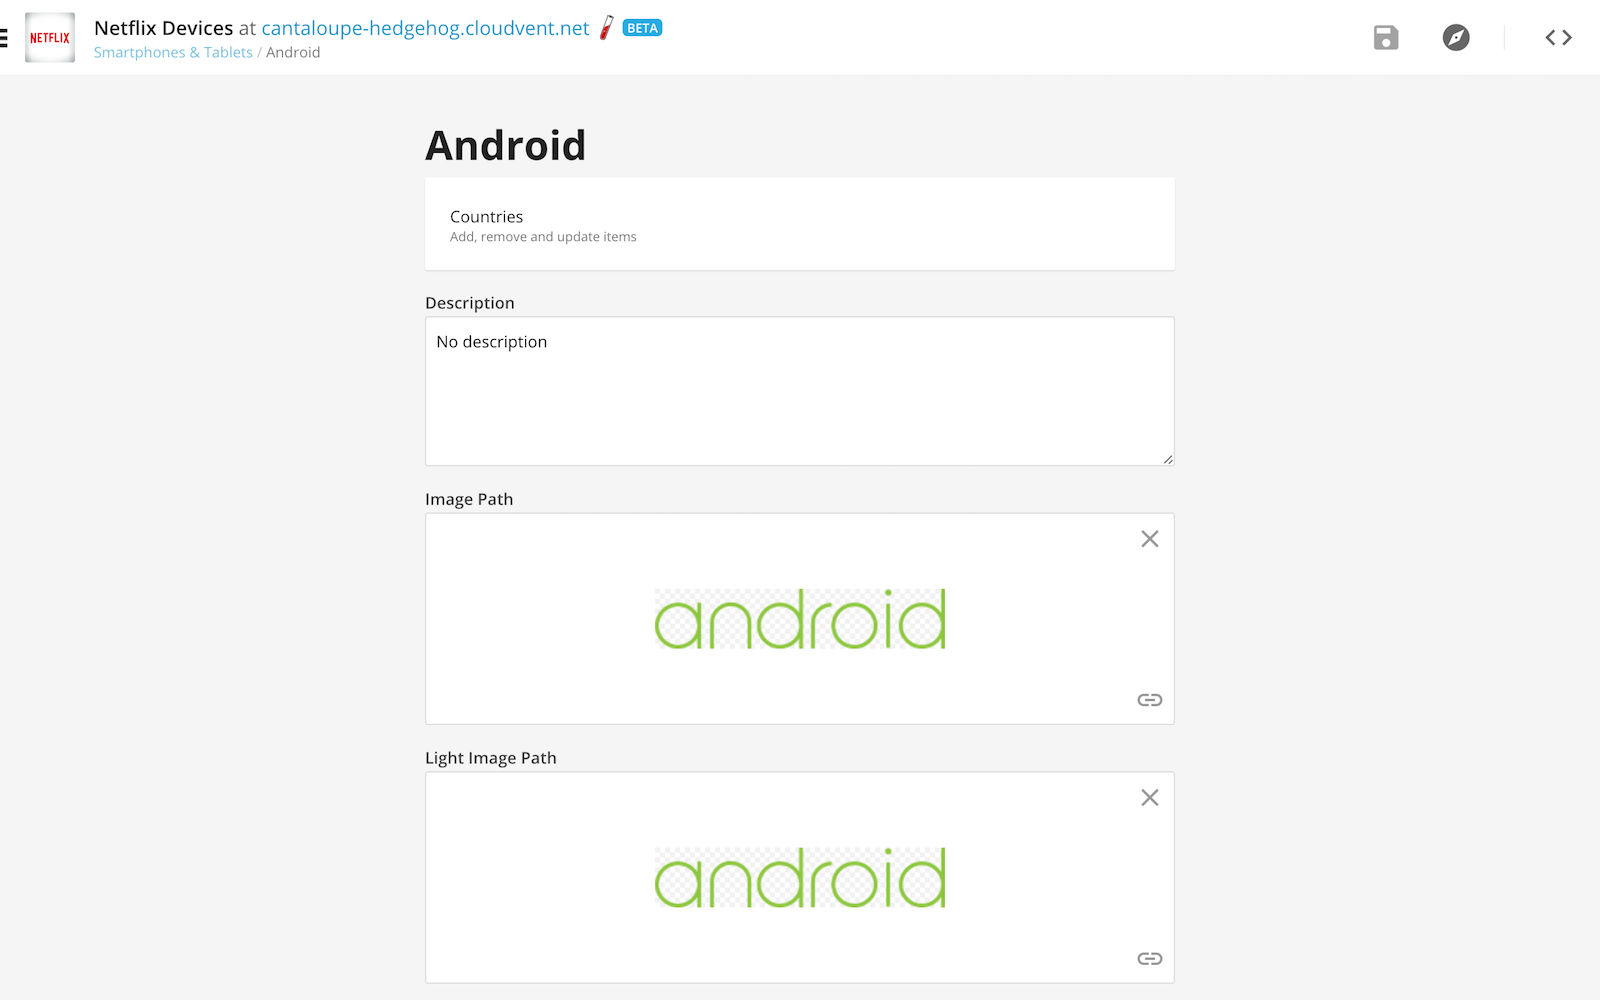 NETFLIX
Netflix Devices at cantaloupe-hedgehog.cloudvent.net BETA
Smartphones & Tablets / Android
Android
Countries
Add, remove and update items
Description
No description
Image Path
android
Light Image Path
android